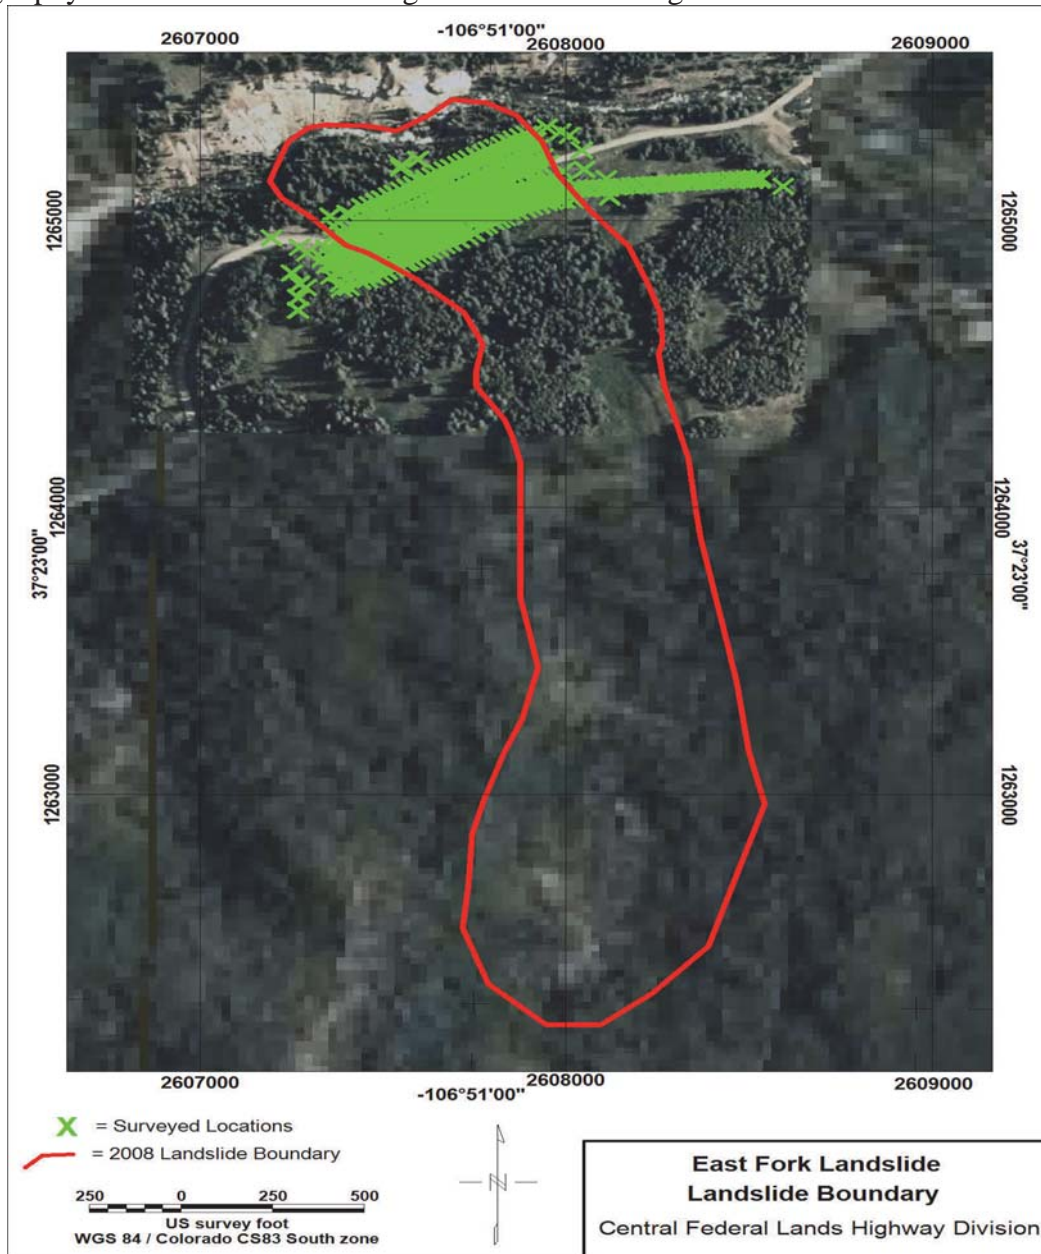 -106°51'00"
2607000 2608000 2609000
1265000 1265000
1264000 1264000
37°23'00" 37°23'00"
1263000 1263000
2607000 2608000 2609000
-106°51'00"
X = Surveyed Locations
= 2008 Landslide Boundary
250 0 250 500
US survey foot
WGS 84 / Colorado CS83 South zone
N
East Fork Landslide
Landslide Boundary
Central Federal Lands Highway Division